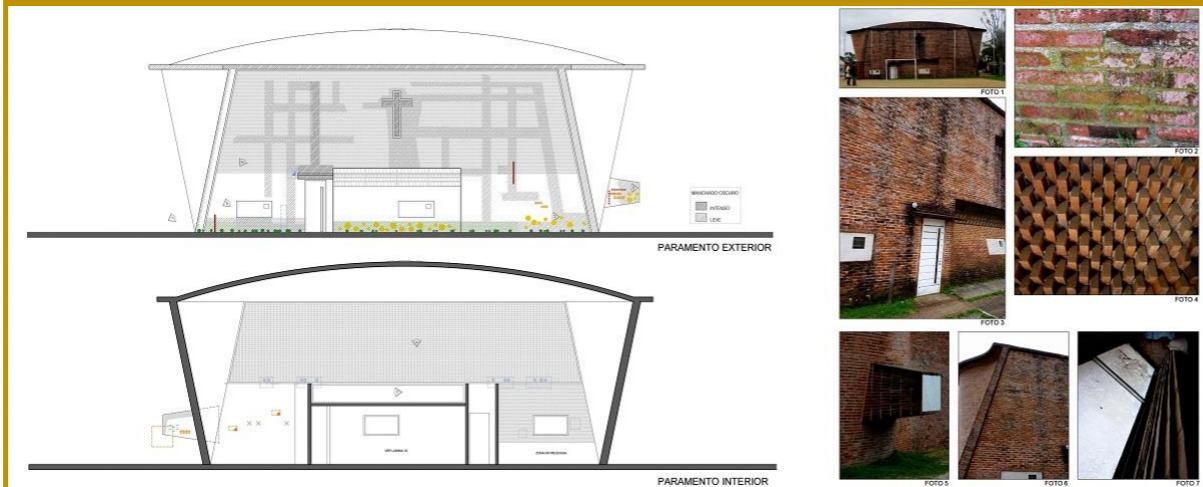 MANCHADO OSCURO
INTENSO
LEVE
PARAMENTO EXTERIOR
PARAMENTO INTERIOR
FOTO 1
FOTO 2
FOTO 3
FOTO 4
FOTO 5
FOTO 6
FOTO 7